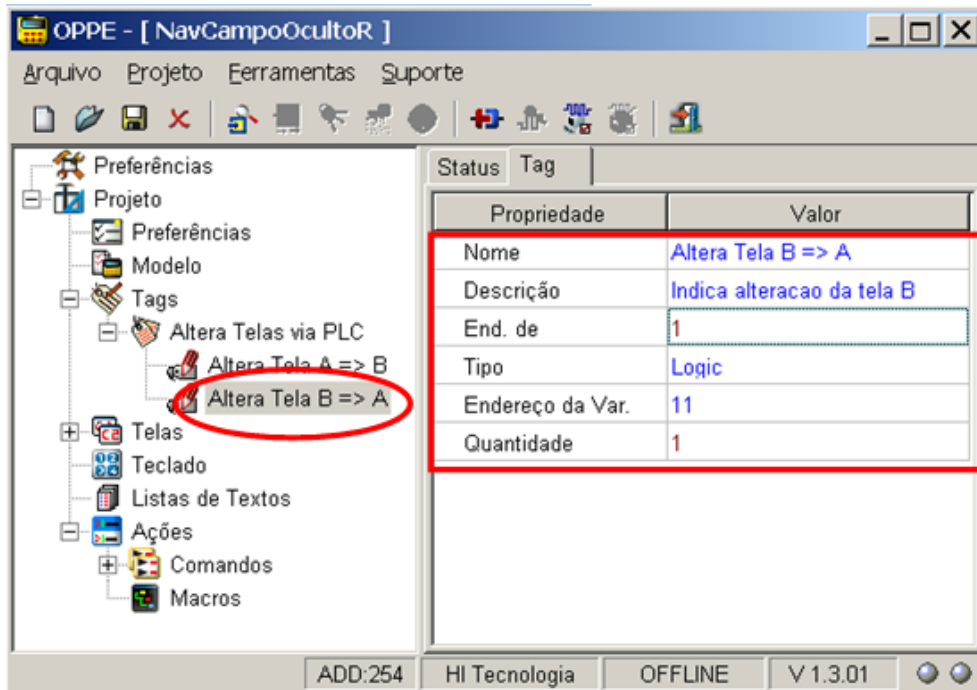 OPPE - [ NavCampoOcultoR ]
Arquivo Projeto Ferramentas Suporte
Preferências
Projeto
Preferências
Modelo
Tags
Altera Telas via PLC
Altera Tela A => B
Altera Tela B => A
Telas
Teclado
Listas de Textos
Ações
Comandos
Macros
Status Tag
Propriedade Valor
Nome Altera Tela B => A
Descrição Indica alteracao da tela B
End. de 1
Tipo Logic
Endereço da Var. 11
Quantidade 1
ADD:254 HI Tecnologia OFFLINE V 1.3.01